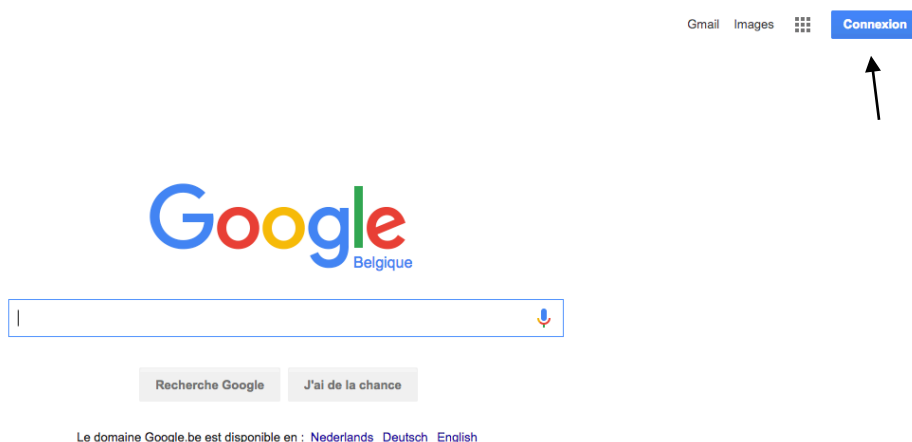 Gmail Images Connexion
Google
Belgique
Recherche Google J'ai de la chance
Le domaine Google.be est disponible en : Nederlands Deutsch English